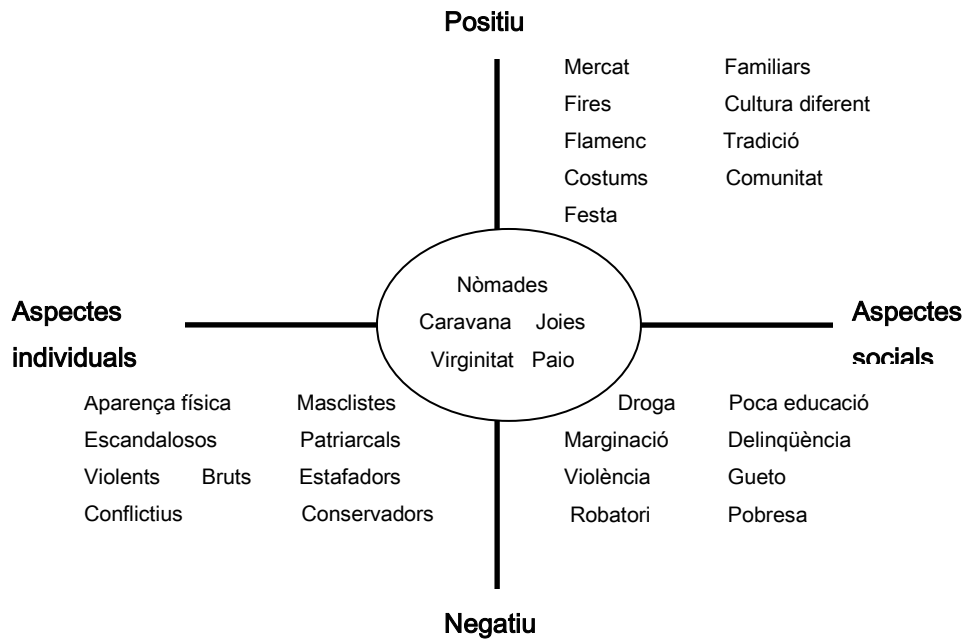 Positiu
Mercat Familiars
Fires Cultura diferent
Flamenc Tradició
Costums Comunitat
Festa
Nòmades
Caravana Joies
Virginitat Paio
Aspectes
individuals
Aspectes
socials
Aparença física Masclistes
Escandalosos Patriarcals
Violents Bruts Estafadors
Conflictius Conservadors
Droga Poca educació
Marginació Delinqüència
Violència Gueto
Robatori Pobresa
Negatiu